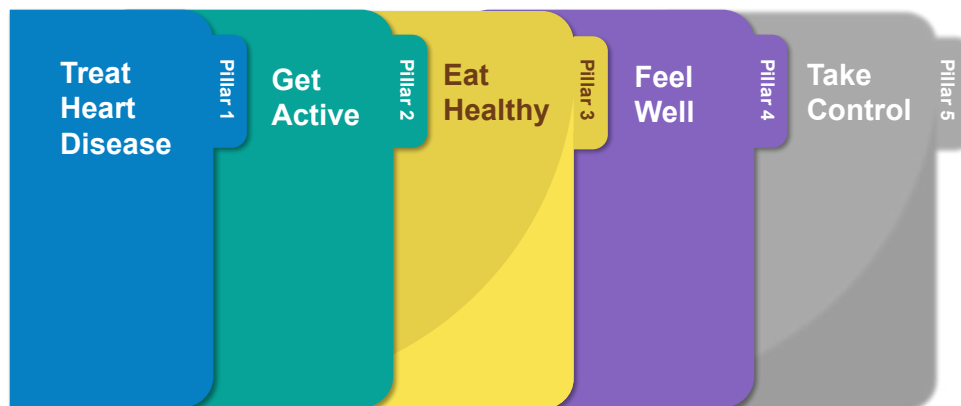 Treat
Heart
Disease
Pillar 1
Get
Active
Pillar 2
Eat
Healthy
Pillar 3
Feel
Well
Pillar 4
Take
Control
Pillar 5